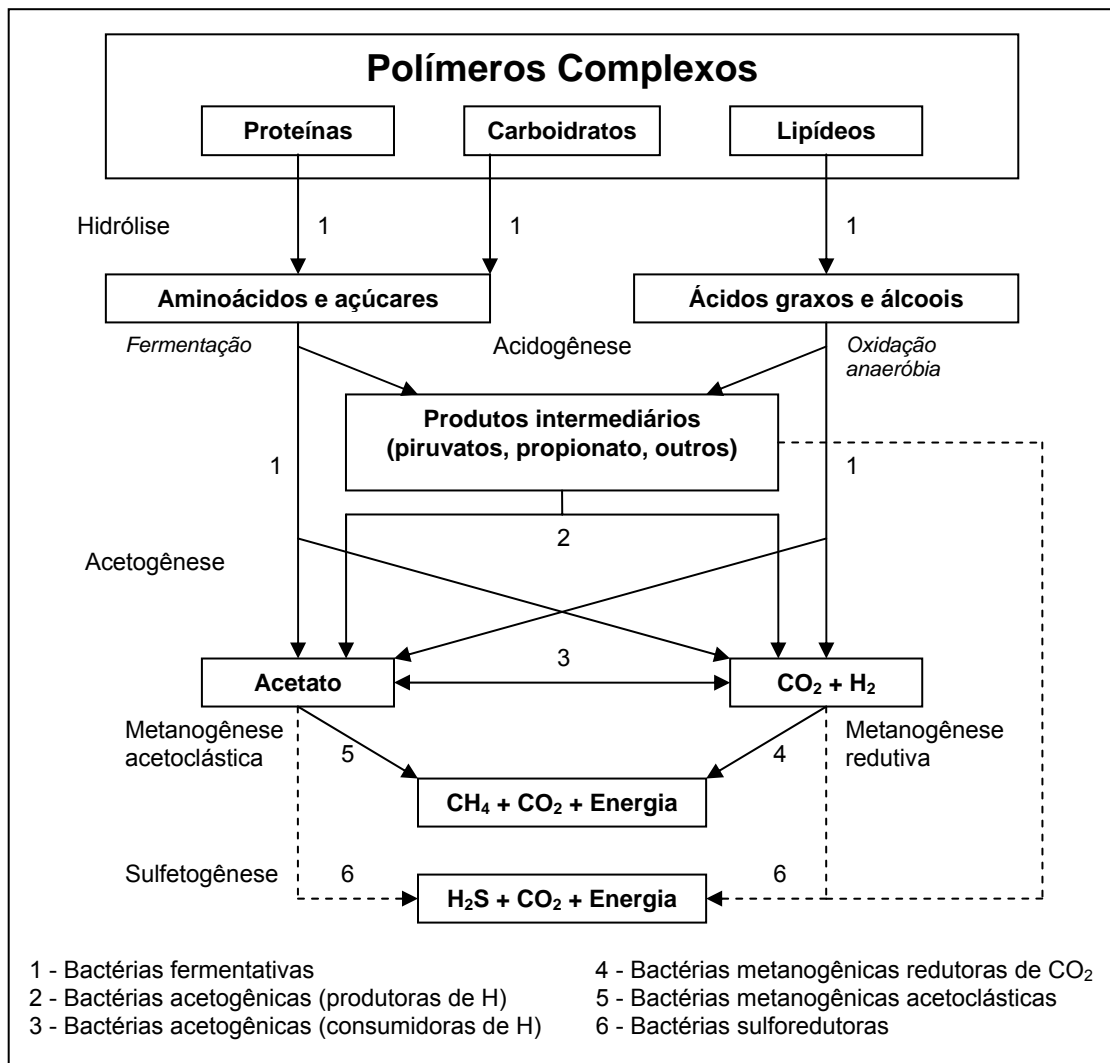 Polímeros Complexos
Proteínas
Carboidratos
Lipídeos
Hidrólise
1
1
1
Aminoácidos e açúcares
Ácidos graxos e álcoois
Fermentação
Acidogênese
Oxidação
anaeróbia
Produtos intermediários
(piruvatos, propionato, outros)
1
1
2
Acetogênese
3
Acetato
CO₂ + H₂
Metanogênese
acetoclástica
5
4
Metanogênese
redutiva
CH₄ + CO₂ + Energia
Sulfetogênese
6
6
H₂S + CO₂ + Energia
1 - Bactérias fermentativas
2 - Bactérias acetogênicas (produtoras de H)
3 - Bactérias acetogênicas (consumidoras de H)
4 - Bactérias metanogênicas redutoras de CO₂
5 - Bactérias metanogênicas acetoclásticas
6 - Bactérias sulforedutoras